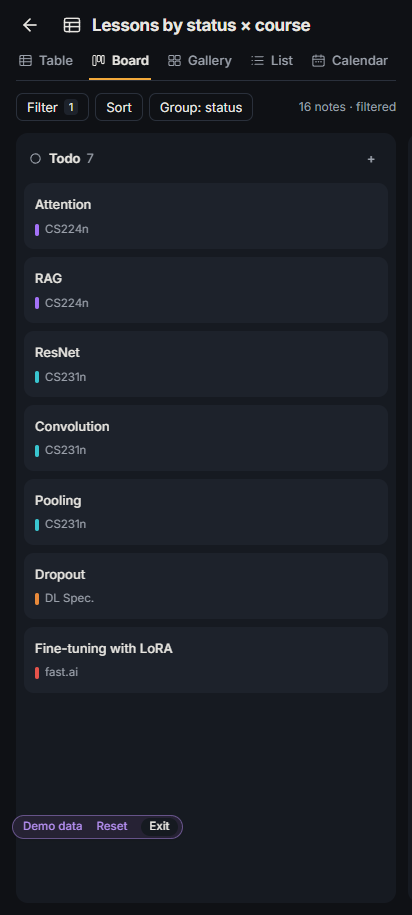 Lessons by status × course
Table Board Gallery List Calendar
Filter 1 Sort Group: status 16 notes · filtered
Todo 7 +
Attention
CS224n
RAG
CS224n
ResNet
CS231n
Convolution
CS231n
Pooling
CS231n
Dropout
DL Spec.
Fine-tuning with LoRA
fast.ai
Demo data Reset Exit